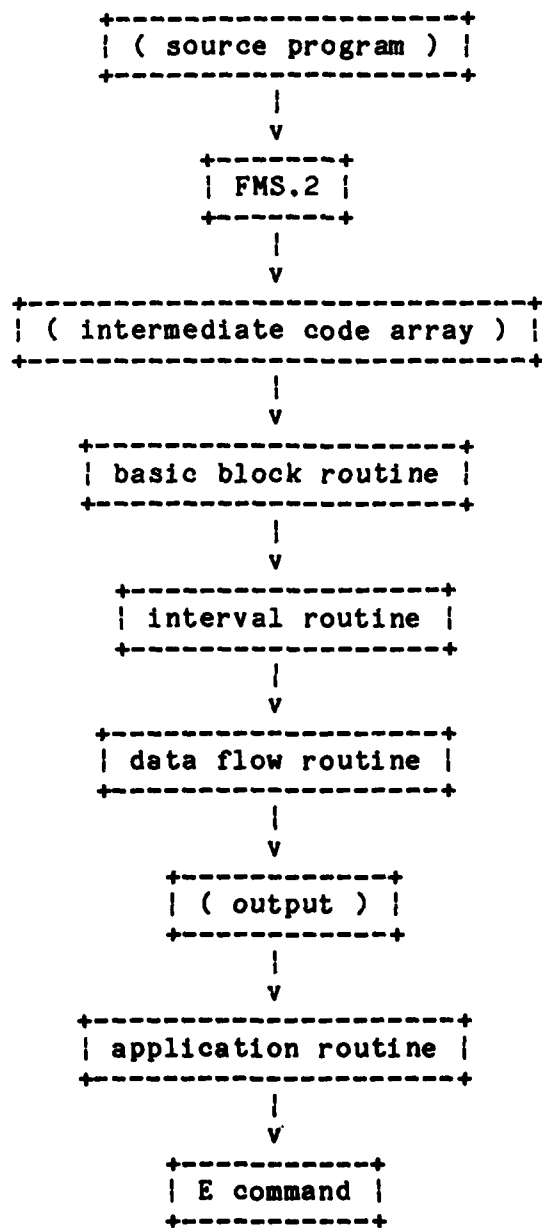 ( source program )
FMS.2
( intermediate code array )
basic block routine
interval routine
data flow routine
( output )
application routine
E command